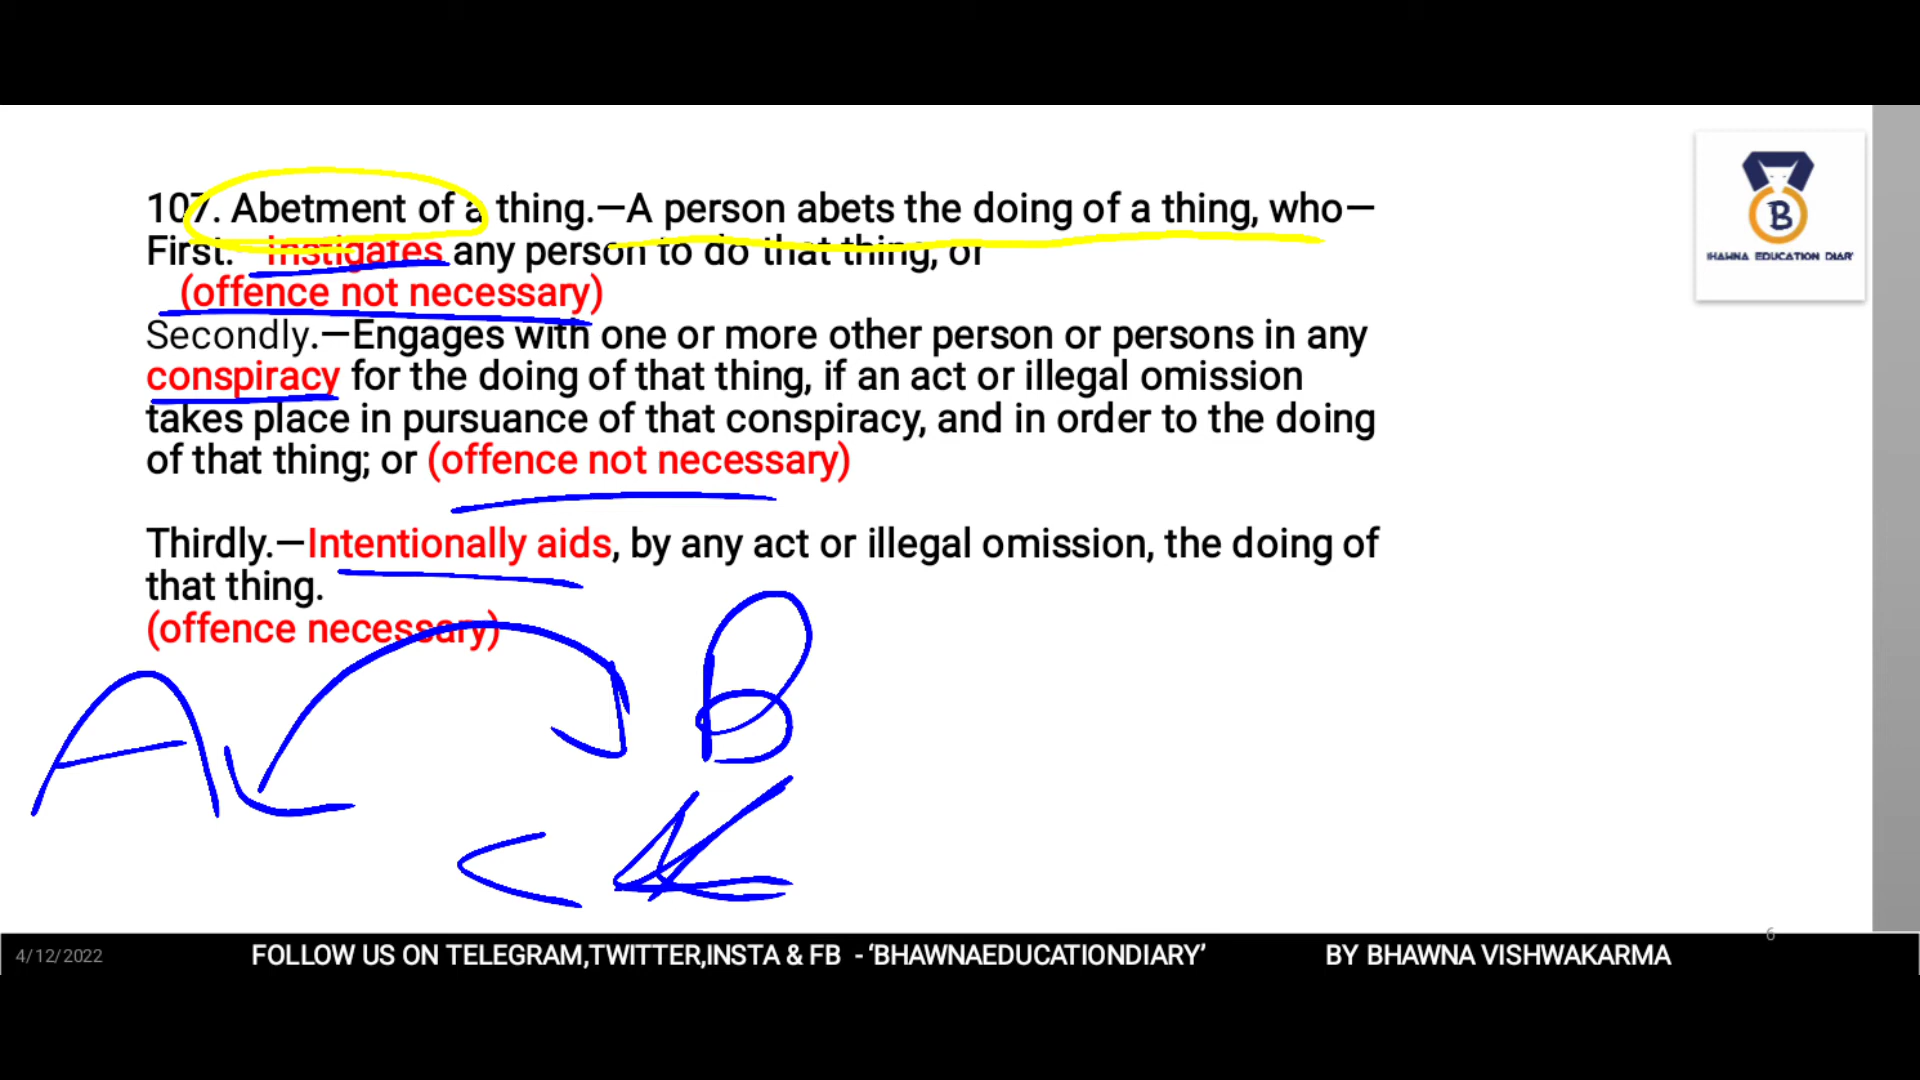 107. Abetment of a thing.—A person abets the doing of a thing, who—
First. Instigates any person to do that thing, or
(offence not necessary)
Secondly.—Engages with one or more other person or persons in any
conspiracy for the doing of that thing, if an act or illegal omission
takes place in pursuance of that conspiracy, and in order to the doing
of that thing; or (offence not necessary)
Thirdly.—Intentionally aids, by any act or illegal omission, the doing of
that thing.
(offence necessary)
A B
B
HAWNA EDUCATION DIAR
6
4/12/2022 FOLLOW US ON TELEGRAM,TWITTER,INSTA & FB - ‘BHAWNAEDUCATIONDIARY’ BY BHAWNA VISHWAKARMA